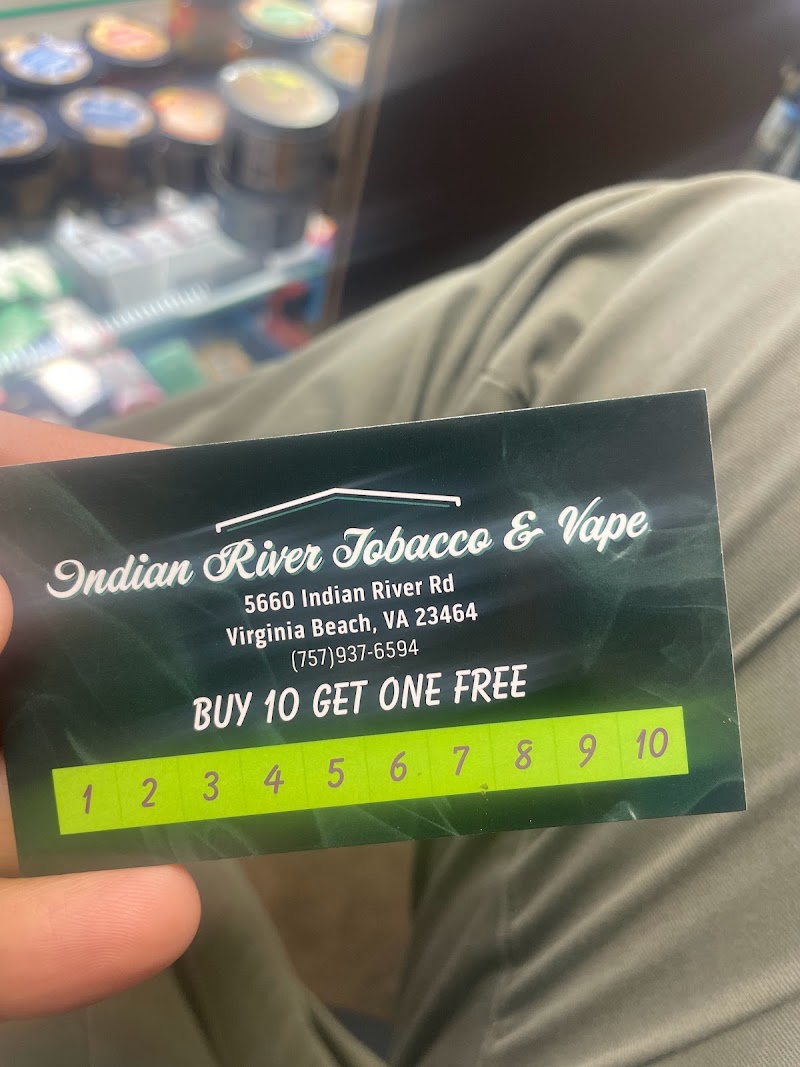 Indian River Tobacco & Vape
5660 Indian River Rd
Virginia Beach, VA 23464
(757)937-6594
BUY 10 GET ONE FREE
1 2 3 4 5 6 7 8 9 10